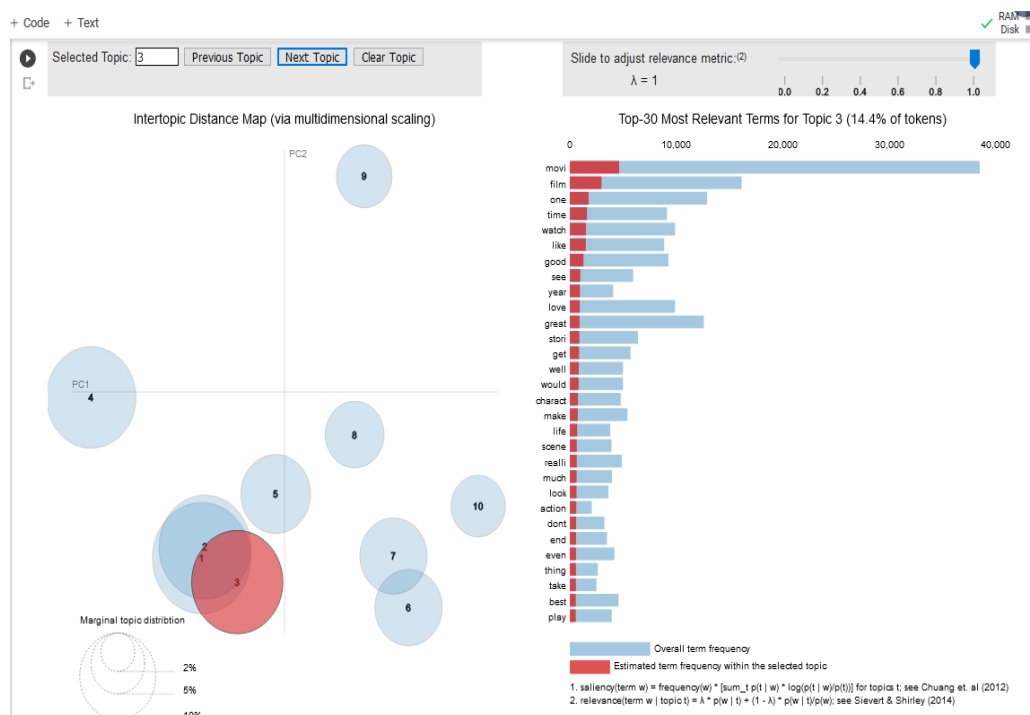 + Code + Text
RAM
Disk
Selected Topic: 3 Previous Topic Next Topic Clear Topic
Slide to adjust relevance metric:(2)
λ = 1
0.0 0.2 0.4 0.6 0.8 1.0
Intertopic Distance Map (via multidimensional scaling)
PC2
PC1
9
4
8
5
10
2
1
7
3
6
Marginal topic distribtion
2%
5%
10%
Top-30 Most Relevant Terms for Topic 3 (14.4% of tokens)
0 10,000 20,000 30,000 40,000
movi
film
one
time
watch
like
good
see
year
love
great
stori
get
well
would
charact
make
life
scene
realli
much
look
action
dont
end
even
thing
take
best
play
Overall term frequency
Estimated term frequency within the selected topic
1. saliency(term w) = frequency(w) * [sum_t p(t | w) * log(p(t | w)/p(t))] for topics t; see Chuang et. al (2012)
2. relevance(term w | topic t) = λ * p(w | t) + (1 - λ) * p(w | t)/p(w); see Sievert & Shirley (2014)